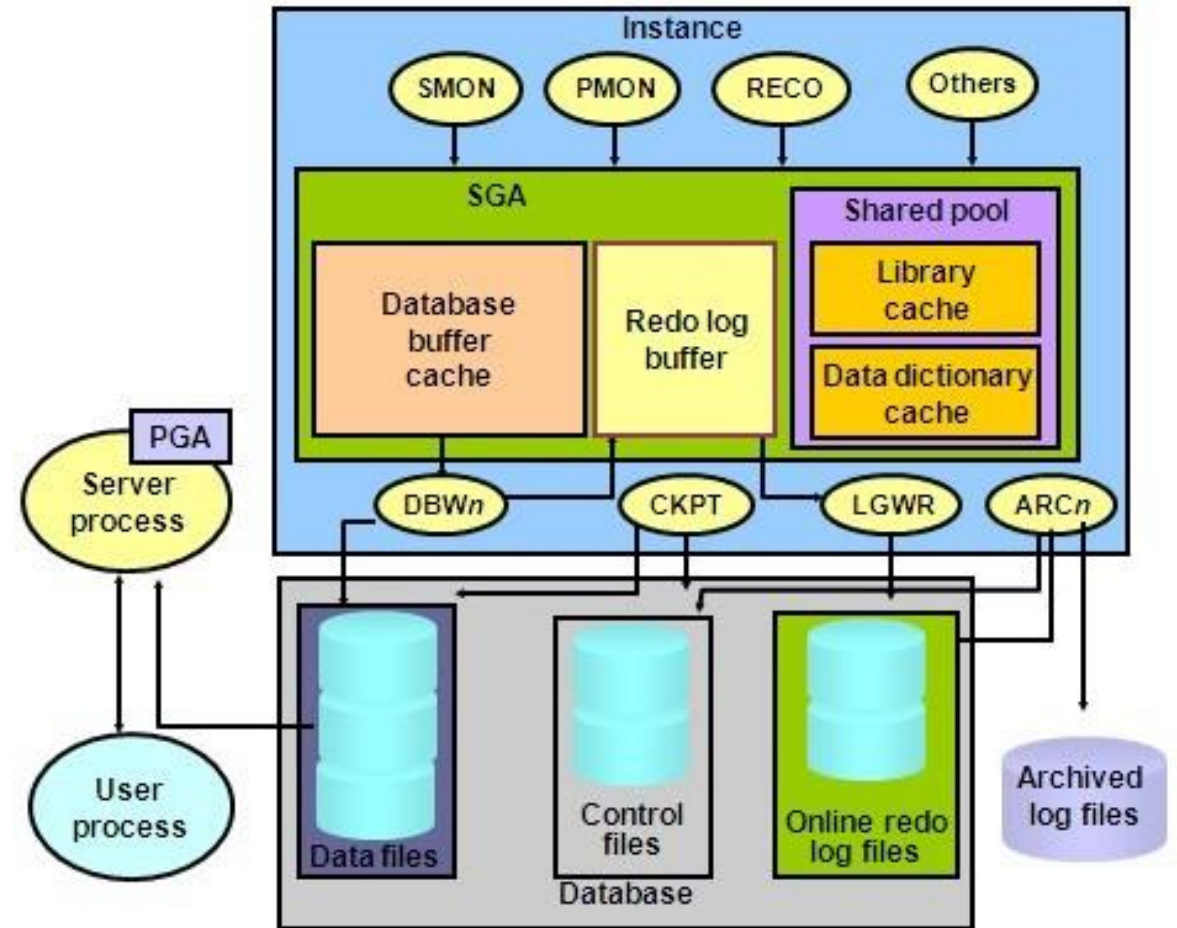 Instance
SMON
PMON
RECO
Others
SGA
Shared pool
Database
buffer
cache
Redo log
buffer
Library
cache
Data dictionary
cache
PGA
Server
process
DBWn
CKPT
LGWR
ARCn
User
process
Data files
Control
files
Online redo
log files
Archived
log files
Database